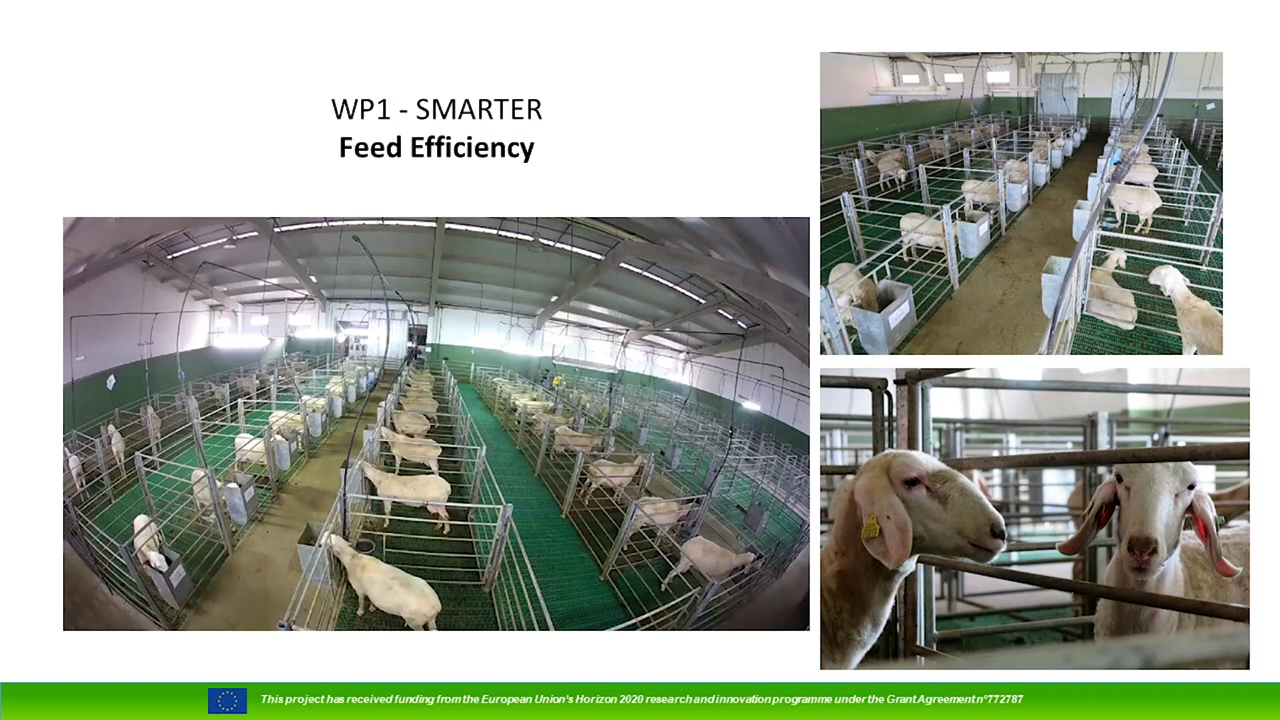 WP1 - SMARTER
Feed Efficiency
This project has received funding from the European Union's Horizon 2020 research and innovation programme under the Grant Agreement n°772787